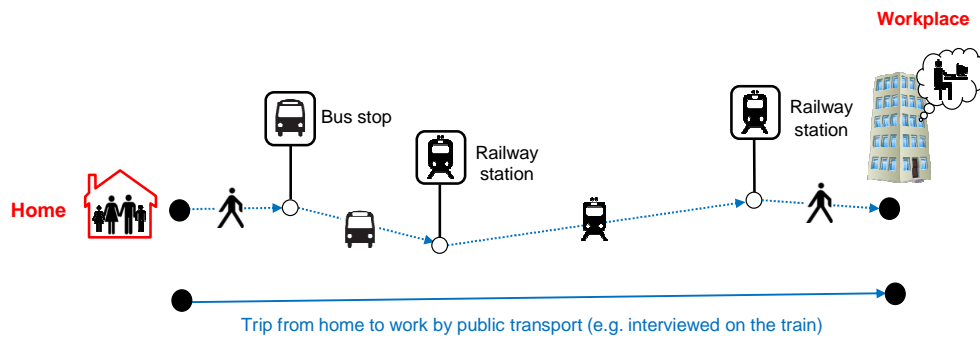 Workplace
Bus stop
Railway
station
Railway
station
Home
Trip from home to work by public transport (e.g. interviewed on the train)